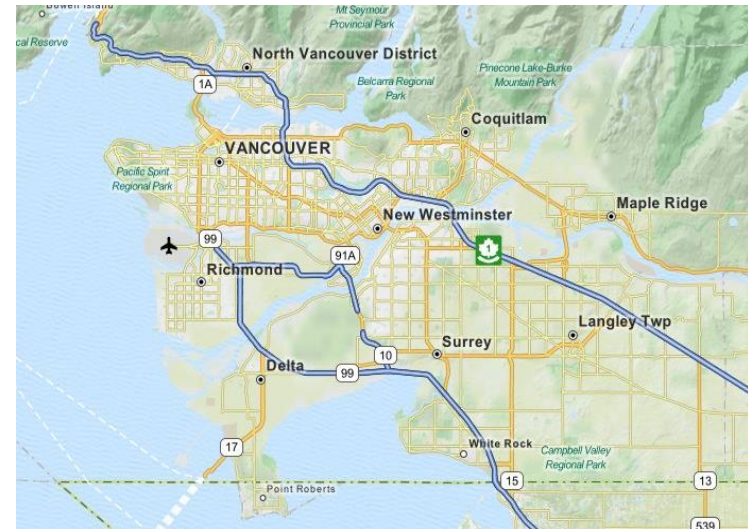 Bowen Island
Mt Seymour
Provincial Park
cal Reserve
North Vancouver District
1A
Belcarra Regional
Park
Pinecone Lake-Burke
Mountain Park
Coquitlam
VANCOUVER
Pacific Spirit
Regional Park
Maple Ridge
New Westminster
99
91A
1
Richmond
Langley Twp
Surrey
10
99
Delta
17
White Rock
Campbell Valley
Regional Park
15
13
Point Roberts
539